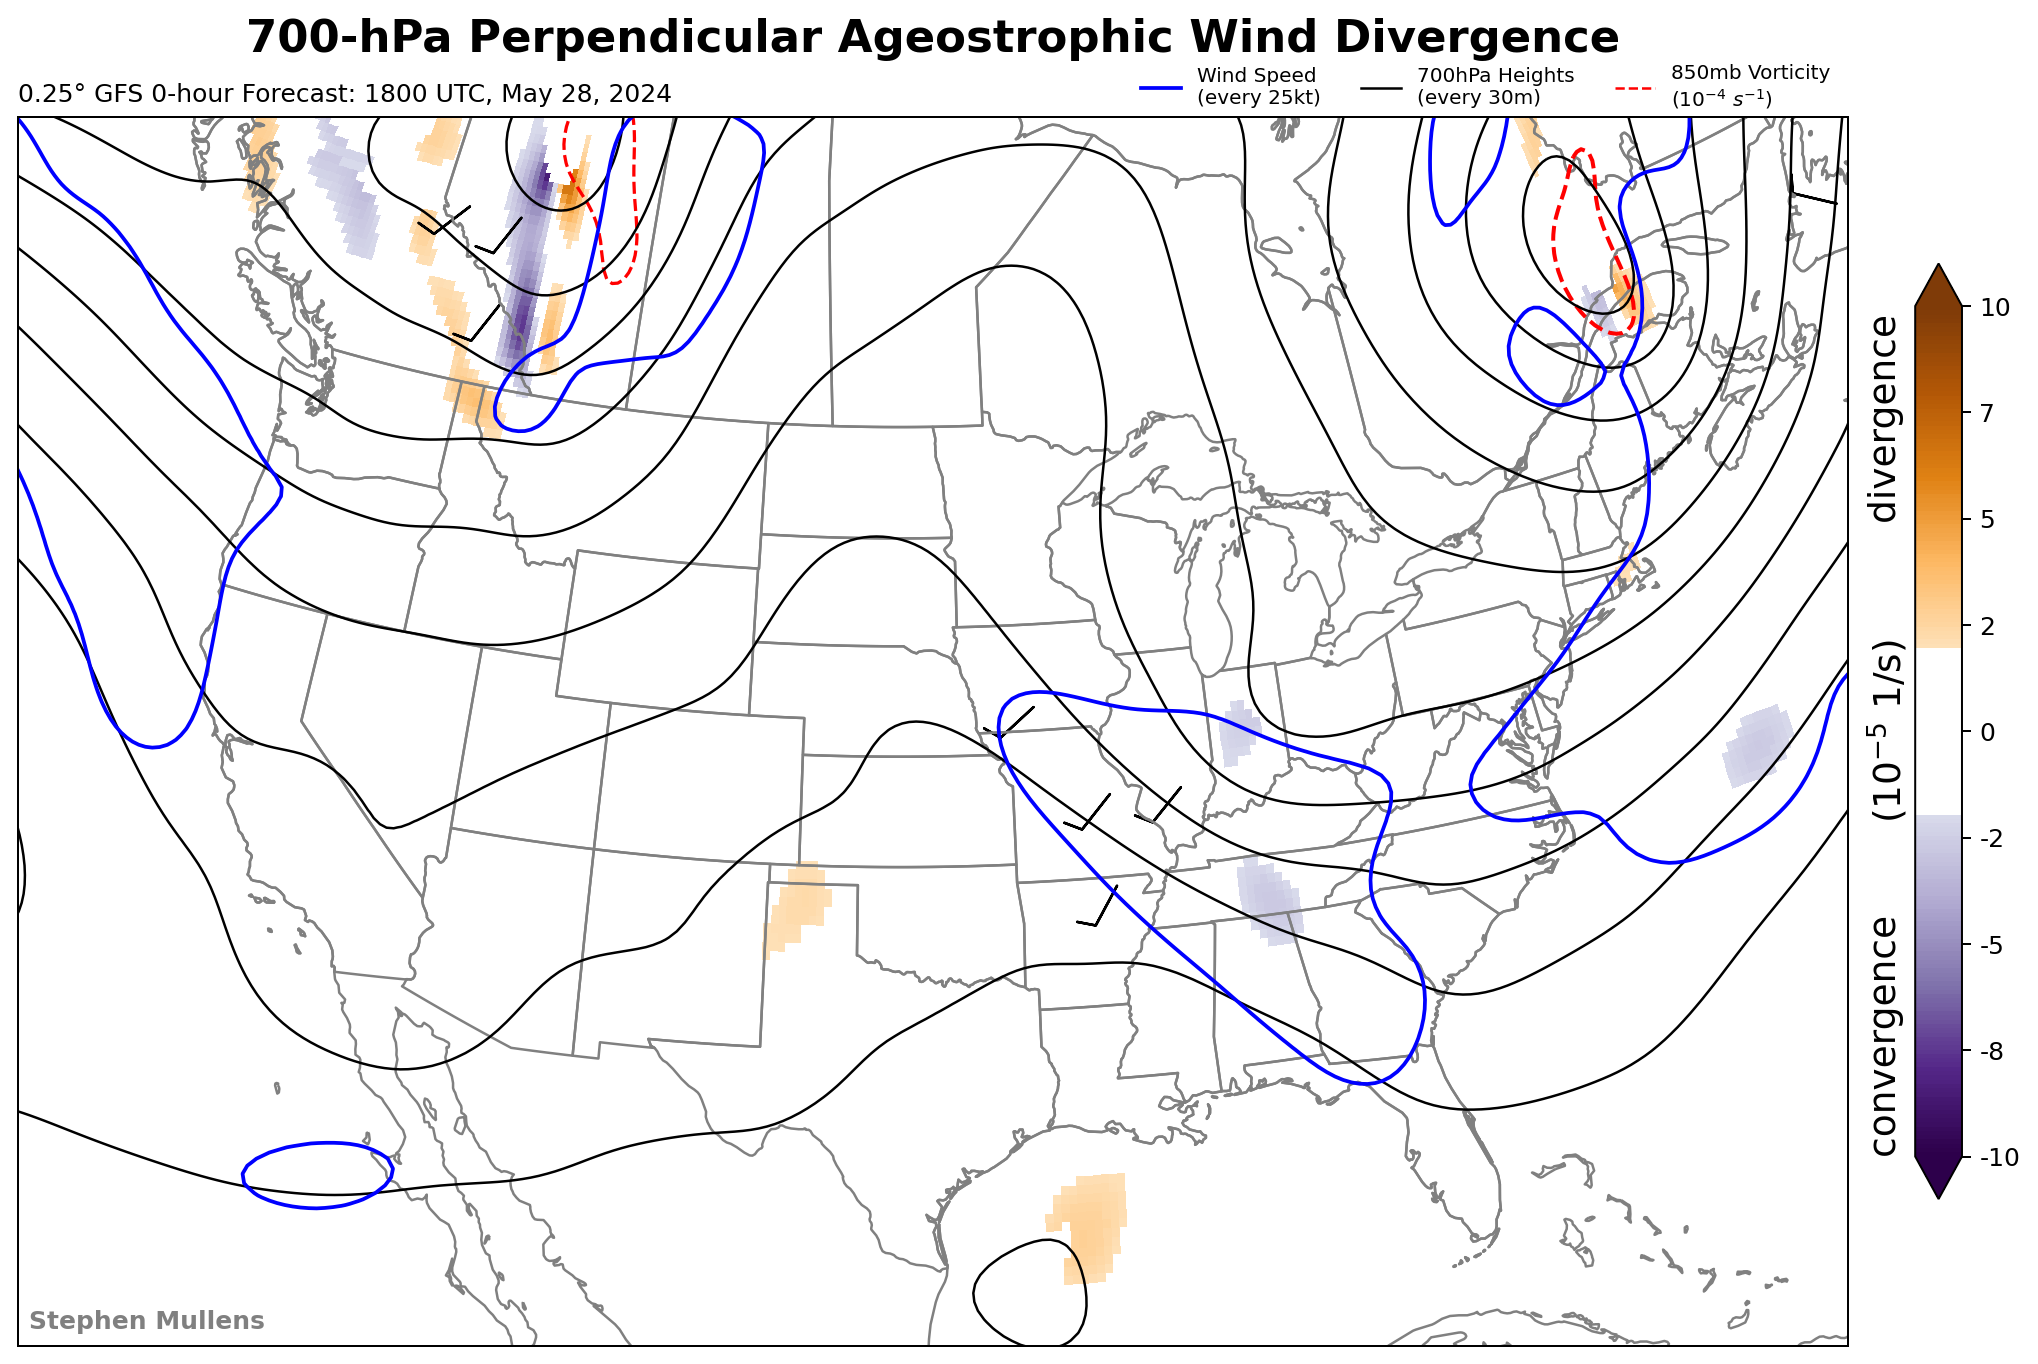 700-hPa Perpendicular Ageostrophic Wind Divergence
0.25° GFS 0-hour Forecast: 1800 UTC, May 28, 2024
Wind Speed
(every 25kt)
700hPa Heights
(every 30m)
850mb Vorticity
(10⁻⁴ s⁻¹)
10
7
5
2
0
-2
-5
-8
-10
convergence (10⁻⁵ 1/s) divergence
Stephen Mullens